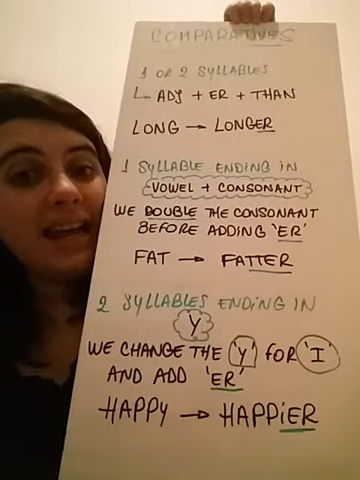 COMPARATIVES
1 OR 2 SYLLABLES
ADJ + ER + THAN
LONG → LONGER
1 SYLLABLE ENDING IN
VOWEL + CONSONANT
WE DOUBLE THE CONSONANT
BEFORE ADDING 'ER'
FAT → FATTER
2 SYLLABLES ENDING IN
Y
WE CHANGE THE 'Y' FOR 'I'
AND ADD 'ER'
HAPPY → HAPPIER